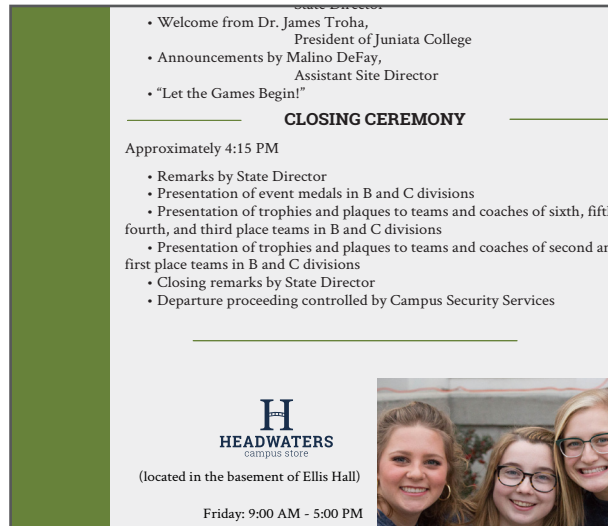 State Director
• Welcome from Dr. James Troha,
President of Juniata College
• Announcements by Malino DeFay,
Assistant Site Director
• “Let the Games Begin!”
CLOSING CEREMONY
Approximately 4:15 PM
• Remarks by State Director
• Presentation of event medals in B and C divisions
• Presentation of trophies and plaques to teams and coaches of sixth, fifth
fourth, and third place teams in B and C divisions
• Presentation of trophies and plaques to teams and coaches of second an
first place teams in B and C divisions
• Closing remarks by State Director
• Departure proceeding controlled by Campus Security Services
H
HEADWATERS
campus store
(located in the basement of Ellis Hall)
Friday: 9:00 AM - 5:00 PM